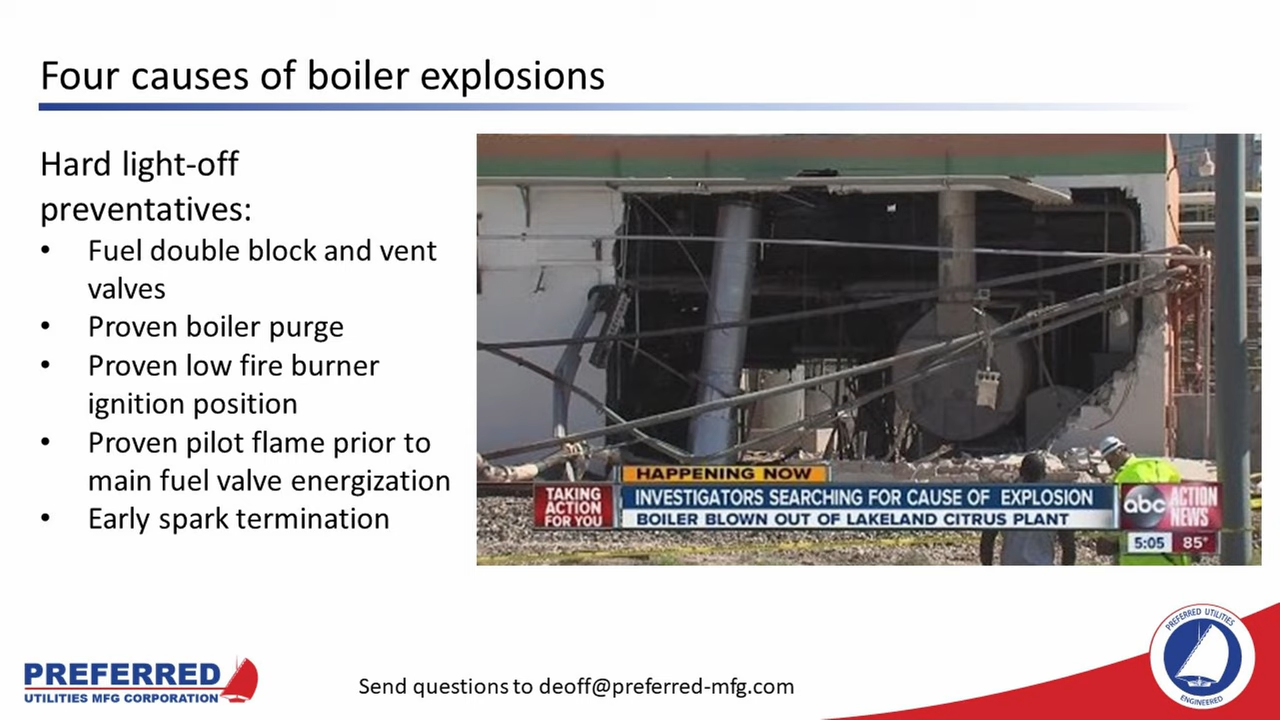 Four causes of boiler explosions
Hard light-off
preventatives:
• Fuel double block and vent
valves
• Proven boiler purge
• Proven low fire burner
ignition position
• Proven pilot flame prior to
main fuel valve energization
• Early spark termination
HAPPENING NOW
TAKING
ACTION
FOR YOU
INVESTIGATORS SEARCHING FOR CAUSE OF EXPLOSION
BOILER BLOWN OUT OF LAKELAND CITRUS PLANT
abc
ACTION
NEWS
5:05 85°
PREFERRED
UTILITIES MFG CORPORATION
Send questions to deoff@preferred-mfg.com
PREFERRED UTILITIES
ENGINEERED